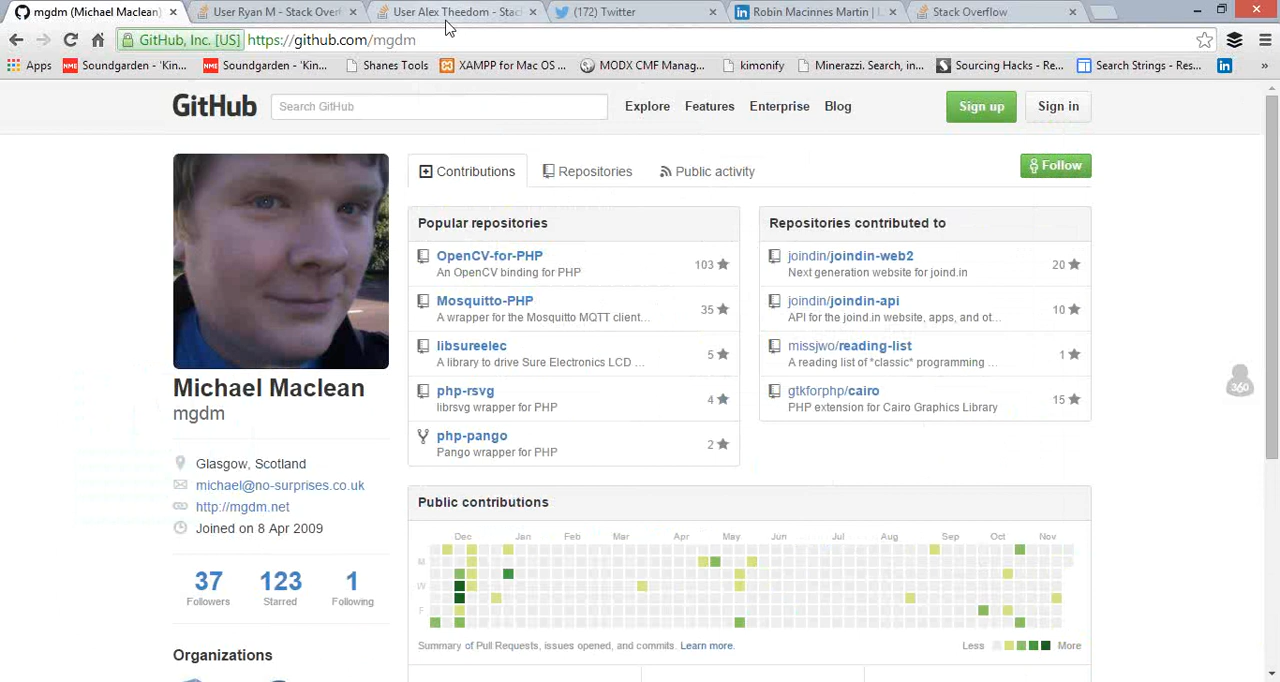 mgdm (Michael Maclean)
User Ryan M - Stack Over
User Alex Theedom - Stac
(172) Twitter
Robin Macinnes Martin | L
Stack Overflow
GitHub, Inc. [US]
https://github.com/mgdm
Apps
Soundgarden - 'Kin...
Soundgarden - 'Kin...
Shanes Tools
XAMPP for Mac OS ...
MODX CMF Manag...
kimonify
Minerazzi. Search, in...
Sourcing Hacks - Re...
Search Strings - Res...
»
GitHub
Search GitHub
Explore
Features
Enterprise
Blog
Sign up
Sign in
Contributions
Repositories
Public activity
Follow
Michael Maclean
mgdm
Glasgow, Scotland
michael@no-surprises.co.uk
http://mgdm.net
Joined on 8 Apr 2009
37
Followers
123
Starred
1
Following
Organizations
Popular repositories
OpenCV-for-PHP
An OpenCV binding for PHP
103
Mosquitto-PHP
A wrapper for the Mosquitto MQTT client...
35
libsureelec
A library to drive Sure Electronics LCD ...
5
php-rsvg
librsvg wrapper for PHP
4
php-pango
Pango wrapper for PHP
2
Repositories contributed to
joindin/joindin-web2
Next generation website for joind.in
20
joindin/joindin-api
API for the joind.in website, apps, and ot...
10
missjwo/reading-list
A reading list of *classic* programming ...
1
gtkforphp/cairo
PHP extension for Cairo Graphics Library
15
360
Public contributions
Dec Jan Feb Mar Apr May Jun Jul Aug Sep Oct Nov
M
W
F
Summary of Pull Requests, issues opened, and commits. Learn more.
Less
More